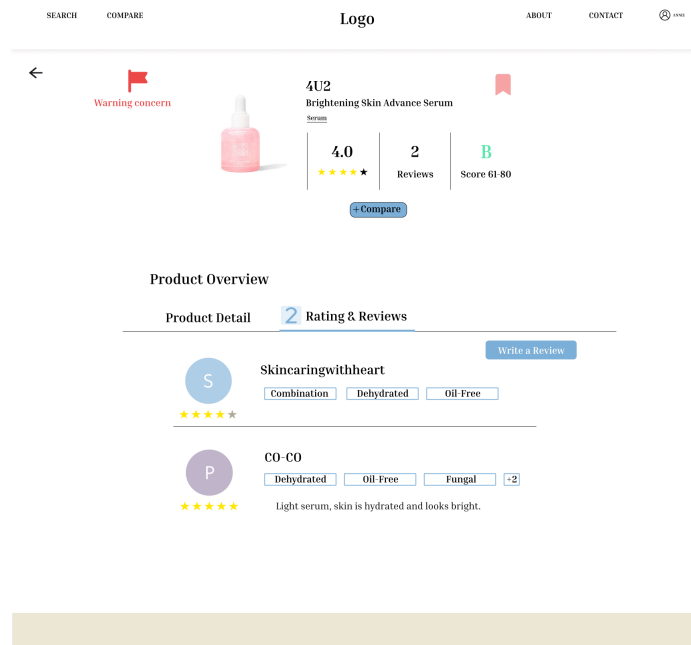 SEARCH COMPARE Logo ABOUT CONTACT
Warning concern
4U2
Brightening Skin Advance Serum
Serum
4.0 2 B
Reviews Score 61-80
+Compare
Product Overview
Product Detail 2 Rating & Reviews
Write a Review
S Skincaringwithheart
Combination Dehydrated Oil-Free
CO-CO
P Dehydrated Oil-Free Fungal +2
Light serum, skin is hydrated and looks bright.